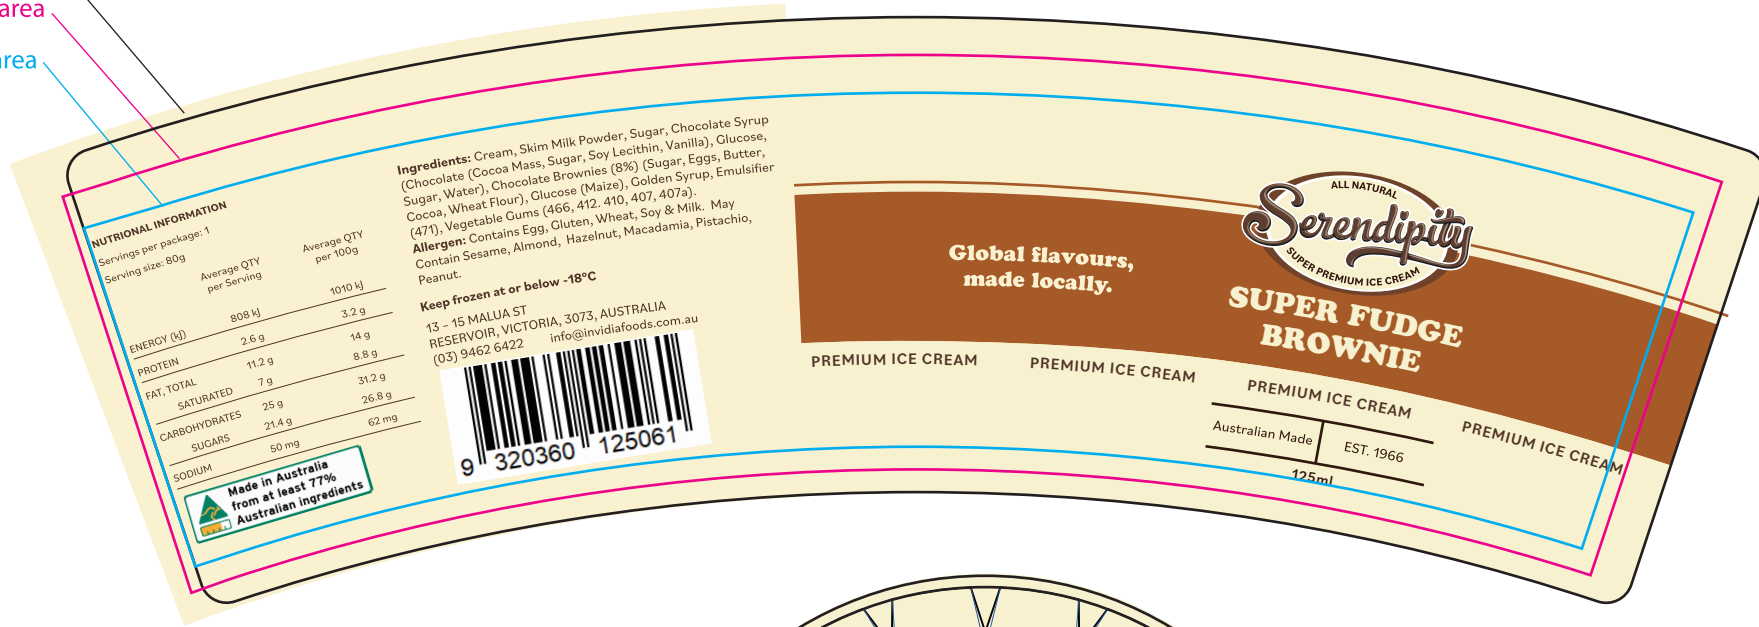 area
area
NUTRIONAL INFORMATION
Servings per package: 1
Serving size: 80g
Average QTY per Serving
Average QTY per 100g
ENERGY (kJ) 808 kJ 1010 kJ
PROTEIN 2.6 g 3.2 g
FAT, TOTAL 11.2 g 14 g
SATURATED 7 g 8.8 g
CARBOHYDRATES 25 g 31.2 g
SUGARS 21.4 g 26.8 g
SODIUM 50 mg 62 mg
Made in Australia
from at least 77%
Australian ingredients
Ingredients: Cream, Skim Milk Powder, Sugar, Chocolate Syrup
(Chocolate (Cocoa Mass, Sugar, Soy Lecithin, Vanilla), Glucose,
Sugar, Water), Chocolate Brownies (8%) (Sugar, Eggs, Butter,
Cocoa, Wheat Flour), Glucose (Maize), Golden Syrup, Emulsifier
(471), Vegetable Gums (466, 412. 410, 407, 407a).
Allergen: Contains Egg, Gluten, Wheat, Soy & Milk. May
Contain Sesame, Almond, Hazelnut, Macadamia, Pistachio,
Peanut.
Keep frozen at or below -18°C
13 - 15 MALUA ST
RESERVOIR, VICTORIA, 3073, AUSTRALIA
(03) 9462 6422 info@invidiafoods.com.au
9 320360 125061
Global flavours,
made locally.
ALL NATURAL
Serendipity
SUPER PREMIUM ICE CREAM
SUPER FUDGE
BROWNIE
PREMIUM ICE CREAM
PREMIUM ICE CREAM
PREMIUM ICE CREAM
PREMIUM ICE CREAM
Australian Made
EST. 1966
125ml